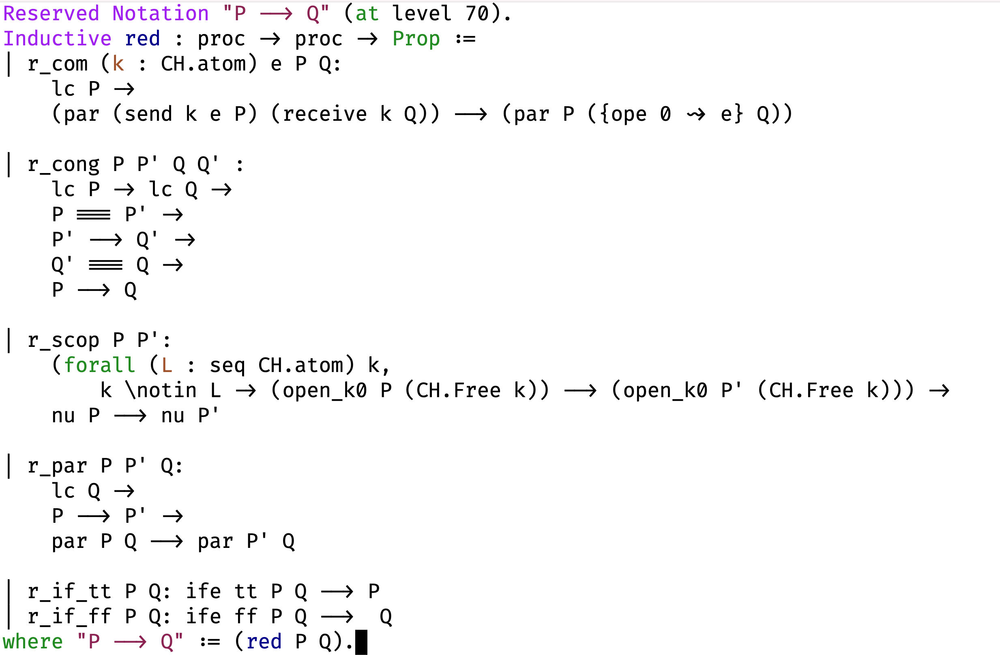 Reserved Notation "P ⟶ Q" (at level 70).
Inductive red : proc → proc → Prop :=
| r_com (k : CH.atom) e P Q:
    lc P →
    (par (send k e P) (receive k Q)) ⟶ (par P ({ope 0 ⇝ e} Q))

| r_cong P P' Q Q' :
    lc P → lc Q →
    P ≡ P' →
    P' ⟶ Q' →
    Q' ≡ Q →
    P ⟶ Q

| r_scop P P':
    (forall (L : seq CH.atom) k,
        k \notin L → (open_k0 P (CH.Free k)) ⟶ (open_k0 P' (CH.Free k))) →
    nu P ⟶ nu P'

| r_par P P' Q:
    lc Q →
    P ⟶ P' →
    par P Q ⟶ par P' Q

| r_if_tt P Q: ife tt P Q ⟶ P
| r_if_ff P Q: ife ff P Q ⟶  Q
where "P ⟶ Q" := (red P Q).